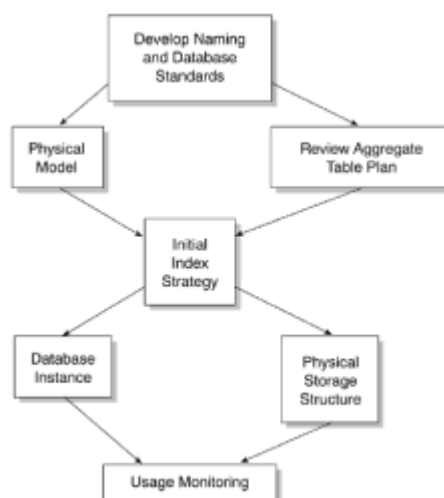 Develop Naming
and Database
Standards
Physical
Model
Review Aggregate
Table Plan
Initial
Index
Strategy
Database
Instance
Physical
Storage
Structure
Usage Monitoring